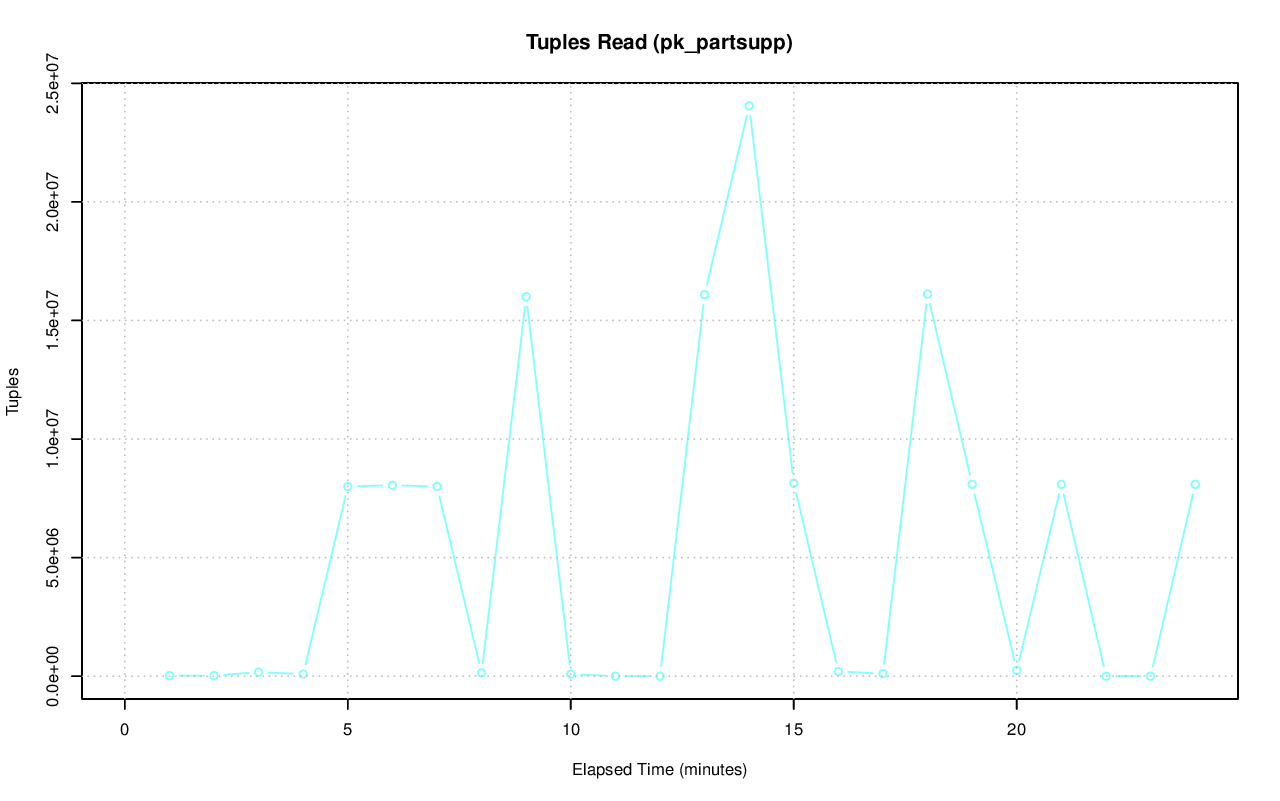 Tuples Read (pk_partsupp)
2.5e+07
2.0e+07
1.5e+07
1.0e+07
5.0e+06
0.0e+00
Tuples
0 5 10 15 20
Elapsed Time (minutes)